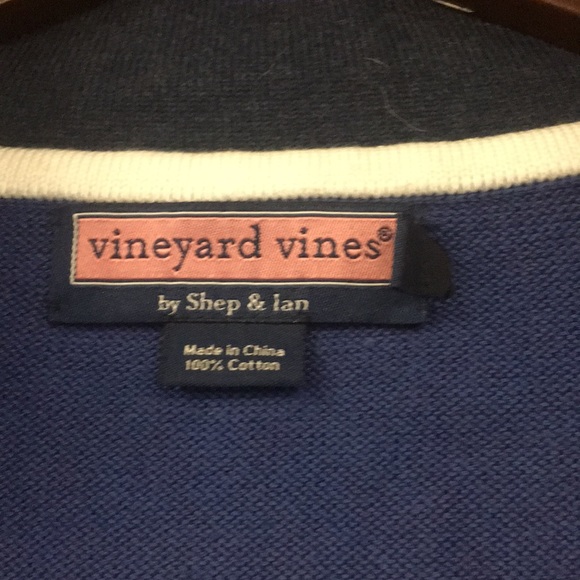 vineyard vines®
by Shep & Ian
Made in China
100% Cotton